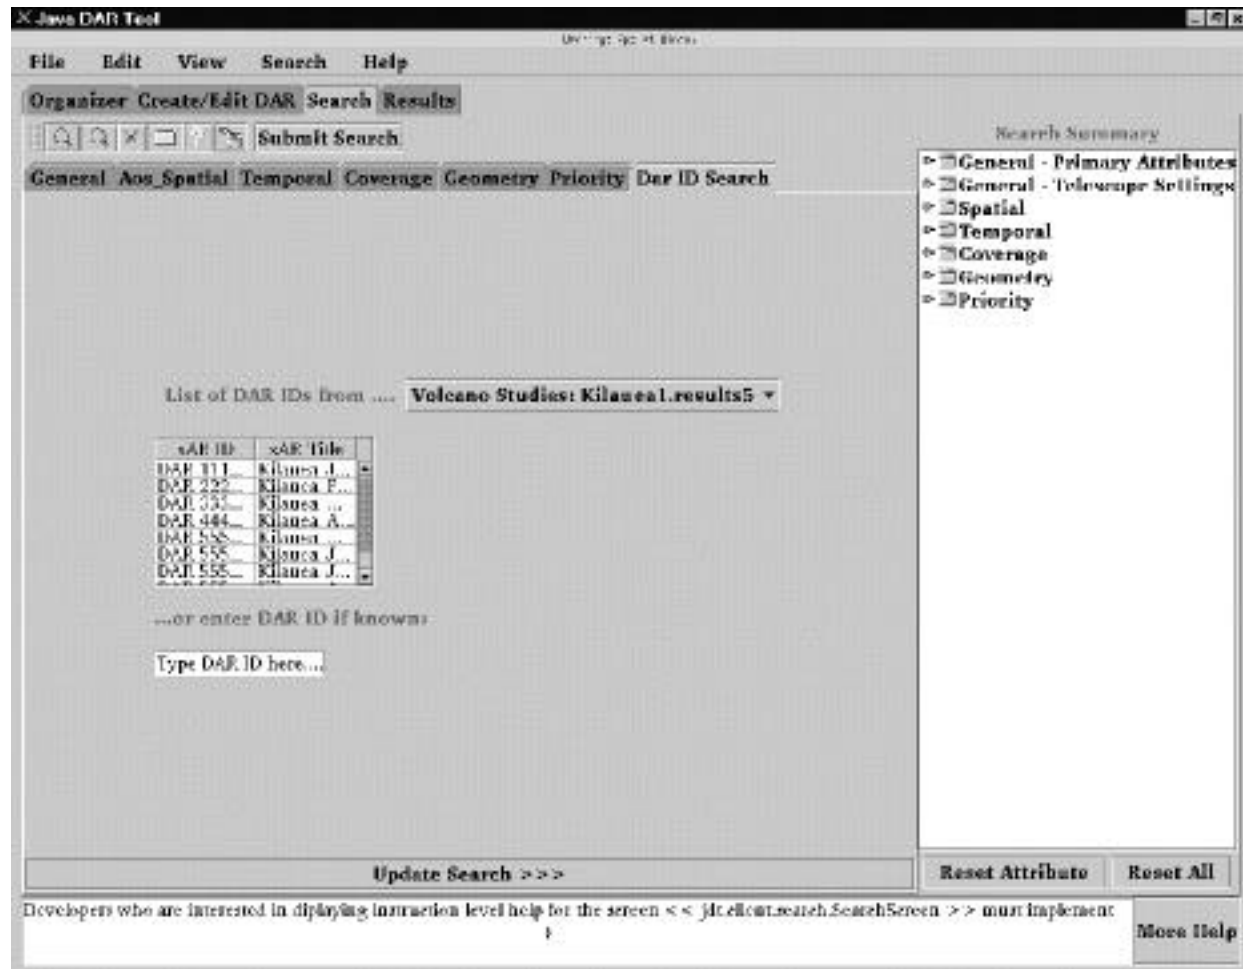 Java DAR Tool
File Edit View Search Help
Organizer Create/Edit DAR Search Results
Submit Search
General Aos_Spatial Temporal Coverage Geometry Priority Dar ID Search
Search Summary
General - Primary Attributes
General - Telescope Settings
Spatial
Temporal
Coverage
Geometry
Priority
List of DAR IDs from .... Volcano Studies: Kilauea1.results5
xAR ID xAR Title
DAR 111... Kilauea J...
DAR 222... Kilauea F...
DAR 333... Kilauea ...
DAR 444... Kilauea A...
DAR 555... Kilauea ...
DAR 555... Kilauea J...
DAR 555... Kilauea J...
...or enter DAR ID if known:
Type DAR ID here....
Update Search >>>
Reset Attribute Reset All
Developers who are interested in diplaying instruction level help for the screen < < jdt.client.search.SearchScreen > > must implement
More Help